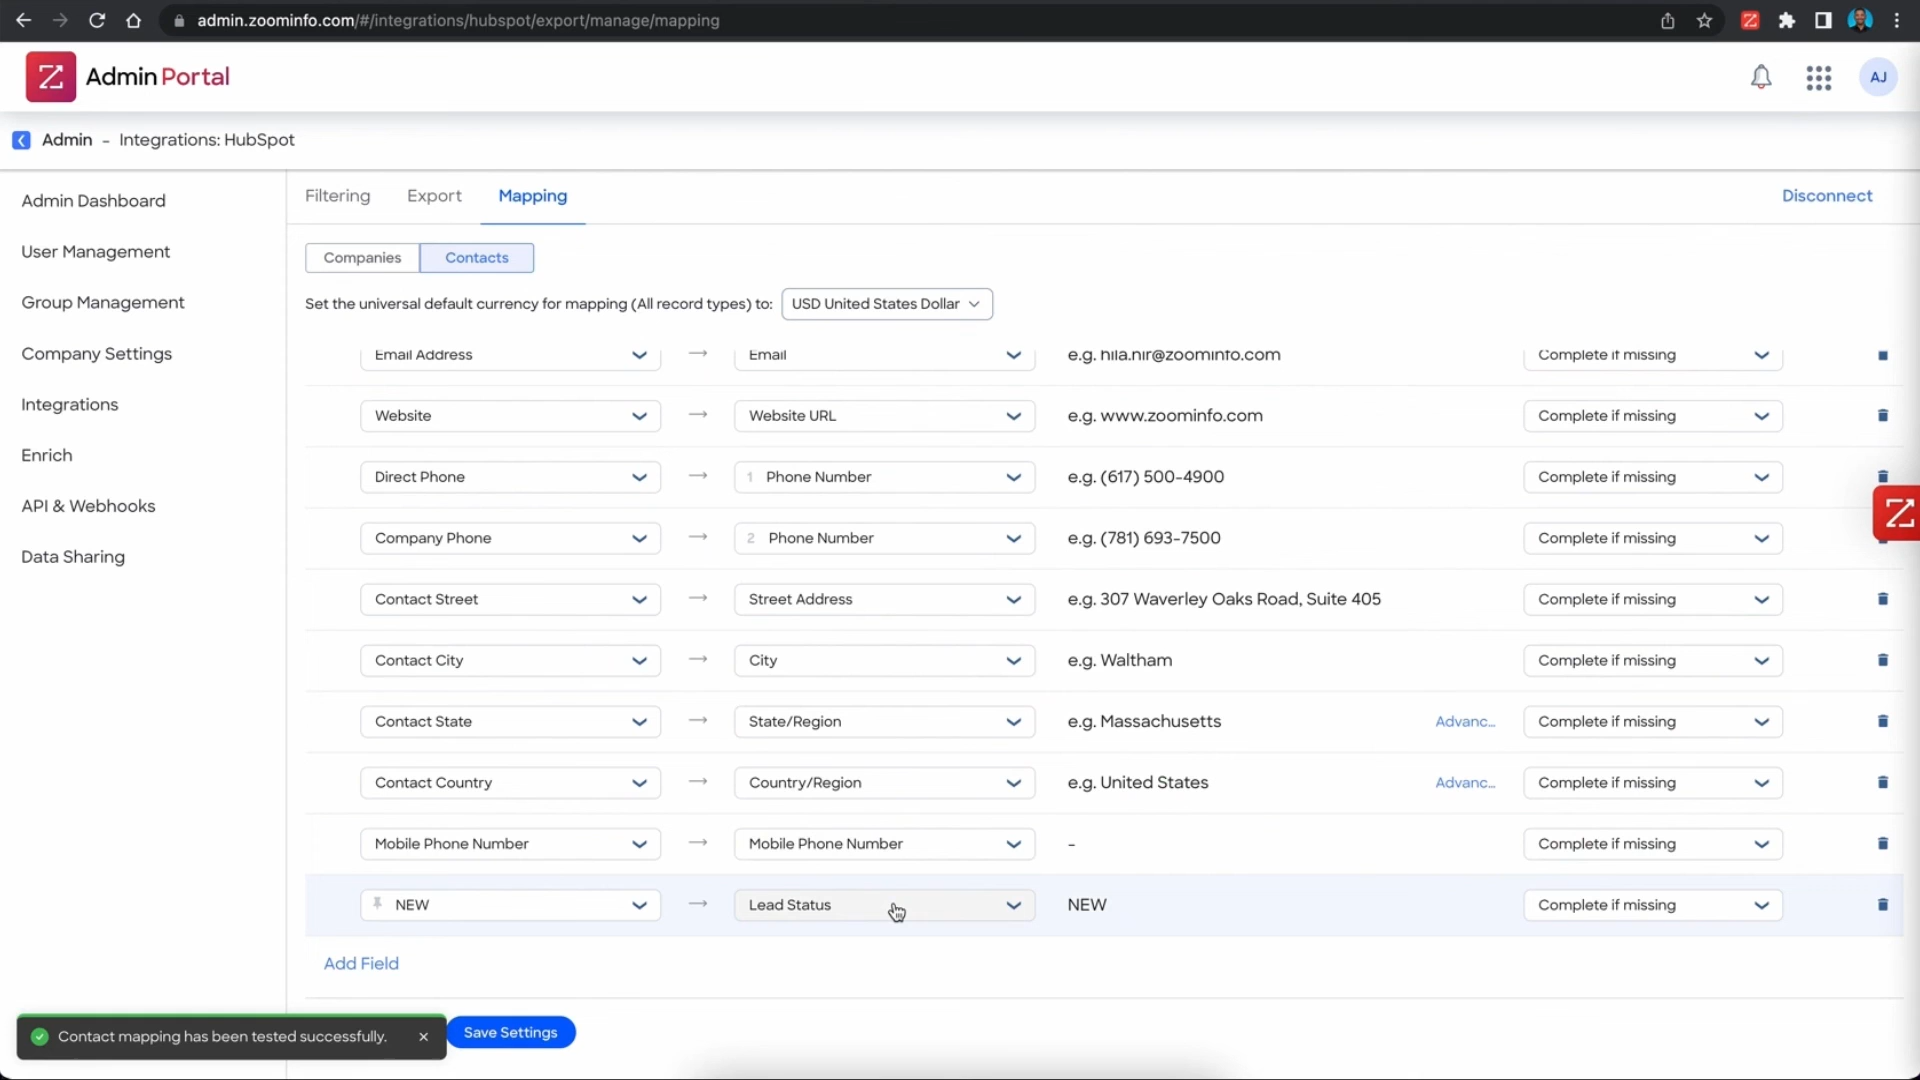 admin.zoominfo.com/#/integrations/hubspot/export/manage/mapping
Admin Portal
AJ
Admin - Integrations: HubSpot
Admin Dashboard
User Management
Group Management
Company Settings
Integrations
Enrich
API & Webhooks
Data Sharing
Filtering Export Mapping Disconnect
Companies Contacts
Set the universal default currency for mapping (All record types) to: USD United States Dollar
Email Address → Email e.g. hila.nir@zoominfo.com Complete if missing
Website → Website URL e.g. www.zoominfo.com Complete if missing
Direct Phone → 1 Phone Number e.g. (617) 500-4900 Complete if missing
Company Phone → 2 Phone Number e.g. (781) 693-7500 Complete if missing
Contact Street → Street Address e.g. 307 Waverley Oaks Road, Suite 405 Complete if missing
Contact City → City e.g. Waltham Complete if missing
Contact State → State/Region e.g. Massachusetts Advanc... Complete if missing
Contact Country → Country/Region e.g. United States Advanc... Complete if missing
Mobile Phone Number → Mobile Phone Number - Complete if missing
NEW → Lead Status NEW Complete if missing
Add Field
Contact mapping has been tested successfully. × Save Settings